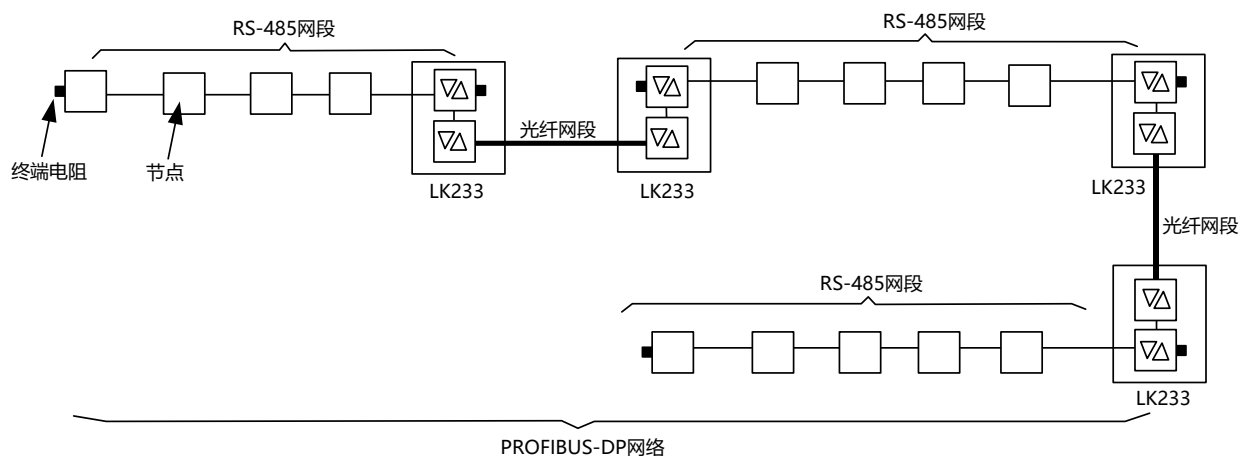 RS-485网段
RS-485网段
光纤网段
终端电阻
节点
LK233
LK233
LK233
光纤网段
RS-485网段
LK233
PROFIBUS-DP网络